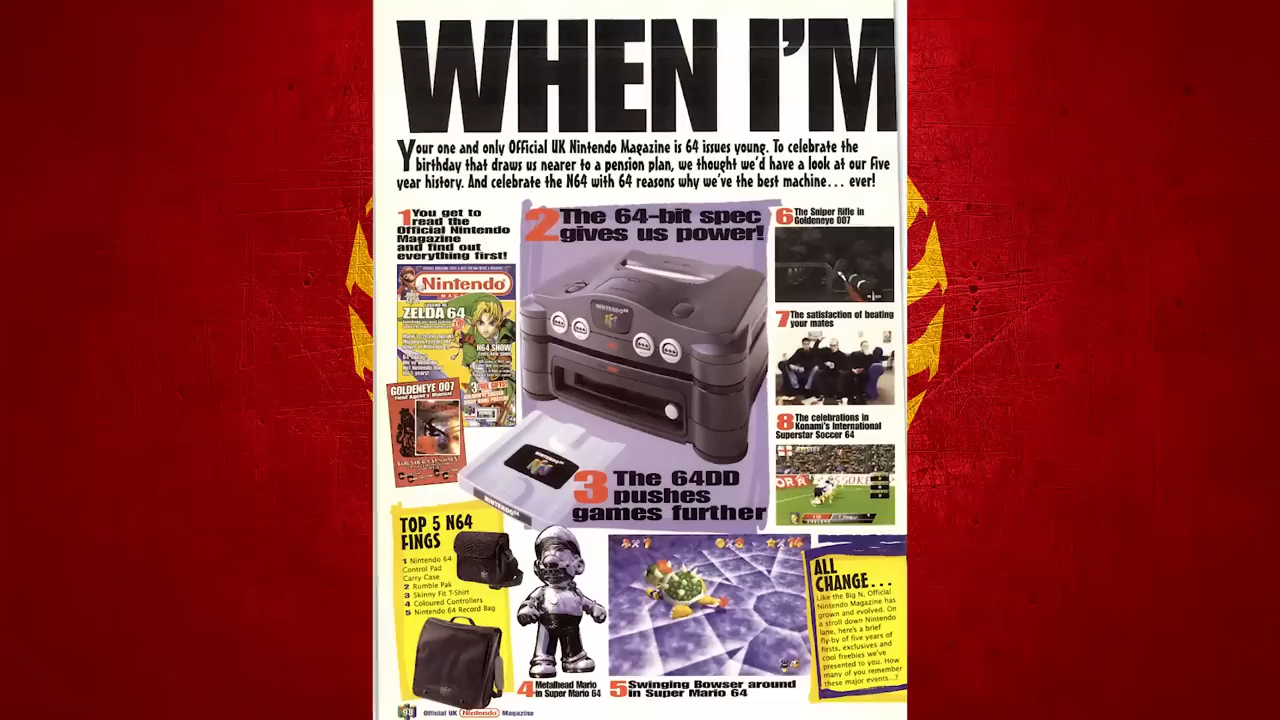 WHEN I'M
Your one and only Official UK Nintendo Magazine is 64 issues young. To celebrate the
birthday that draws us nearer to a pension plan, we thought we'd have a look at our five
year history. And celebrate the N64 with 64 reasons why we've the best machine... ever!
1 You get to
read the
Official Nintendo
Magazine
and find out
everything first!
Nintendo
ZELDA 64
N64 SHOW
GOLDENEYE 007
2 The 64-bit spec
gives us power!
NINTENDO64
NINTENDO64
3 The 64DD
pushes
games further
6 The Sniper Rifle in
Goldeneye 007
7 The satisfaction of beating
your mates
8 The celebrations in
Konami's International
Superstar Soccer 64
TOP 5 N64
FINGS
1 Nintendo 64
Control Pad
Carry Case
2 Rumble Pak
3 Skinny Fit T-Shirt
4 Coloured Controllers
5 Nintendo 64 Record Bag
4 Metalhead Mario
in Super Mario 64
5 Swinging Bowser around
in Super Mario 64
ALL
CHANGE...
Like the Big N, Official
Nintendo Magazine has
grown and evolved. On
a stroll down Nintendo
lane, here's a brief
fly-by of five years of
firsts, exclusives and
cool freebies we've
presented to you. How
many of you remember
these major events...?
98 Official UK Nintendo Magazine